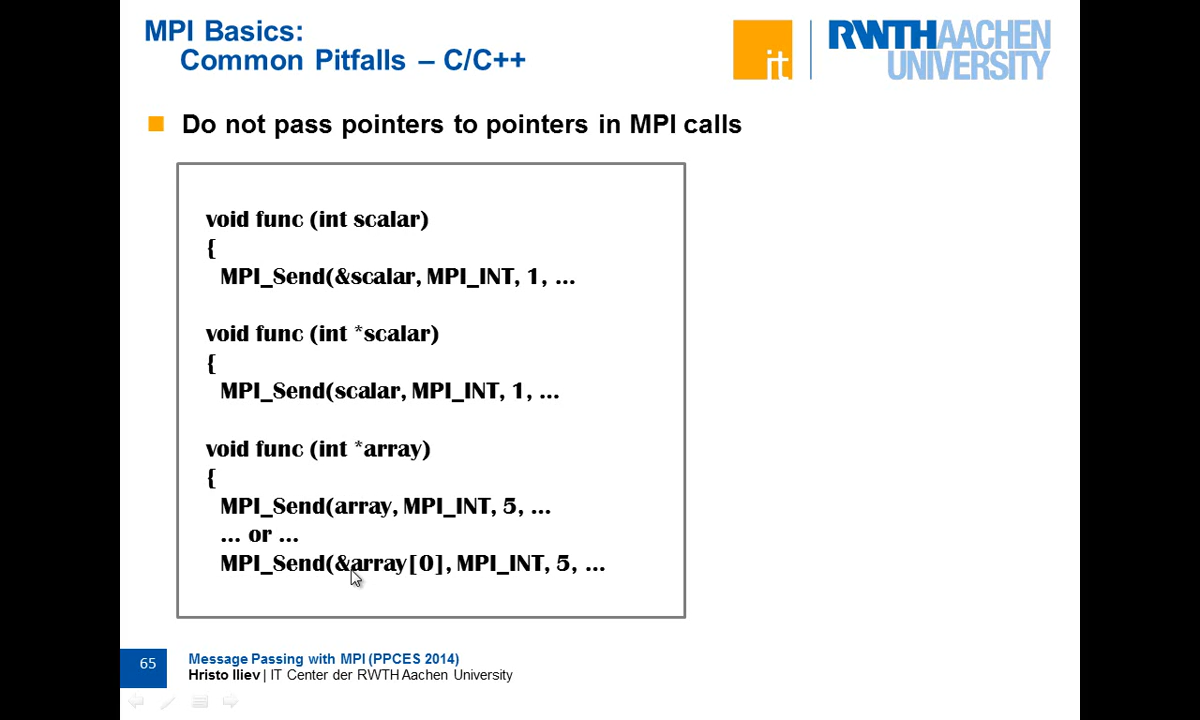 MPI Basics:
Common Pitfalls – C/C++
it
RWTHAACHEN
UNIVERSITY
Do not pass pointers to pointers in MPI calls
void func (int scalar)
{
MPI_Send(&scalar, MPI_INT, 1, ...
void func (int *scalar)
{
MPI_Send(scalar, MPI_INT, 1, ...
void func (int *array)
{
MPI_Send(array, MPI_INT, 5, ...
... or ...
MPI_Send(&array[0], MPI_INT, 5, ...
65
Message Passing with MPI (PPCES 2014)
Hristo Iliev | IT Center der RWTH Aachen University